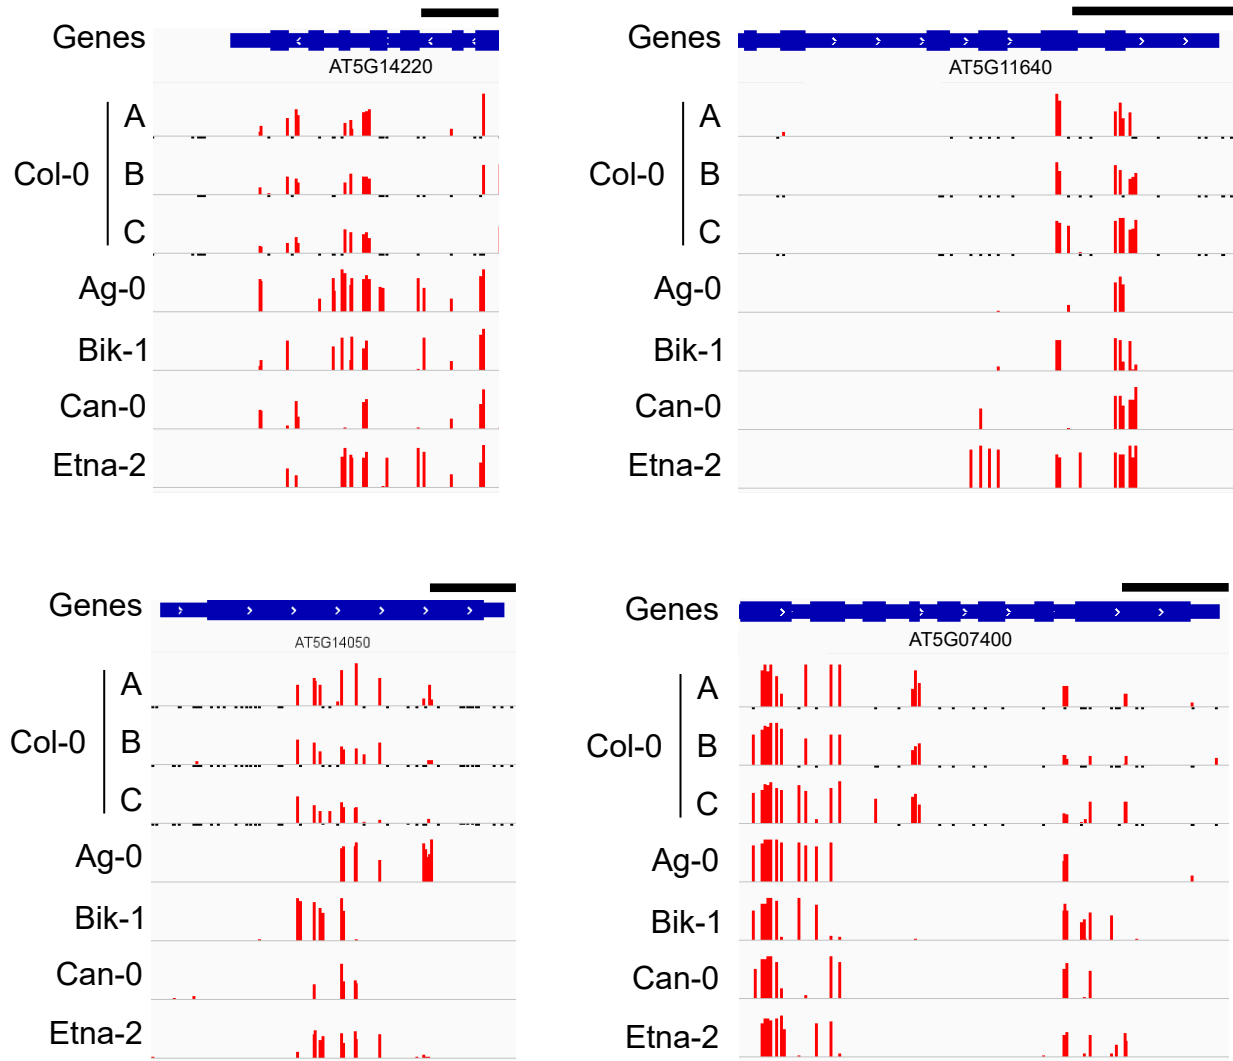 Genes
AT5G14220
A
Col-0
B
C
Ag-0
Bik-1
Can-0
Etna-2
Genes
AT5G11640
A
Col-0
B
C
Ag-0
Bik-1
Can-0
Etna-2
Genes
AT5G14050
A
Col-0
B
C
Ag-0
Bik-1
Can-0
Etna-2
Genes
AT5G07400
A
Col-0
B
C
Ag-0
Bik-1
Can-0
Etna-2